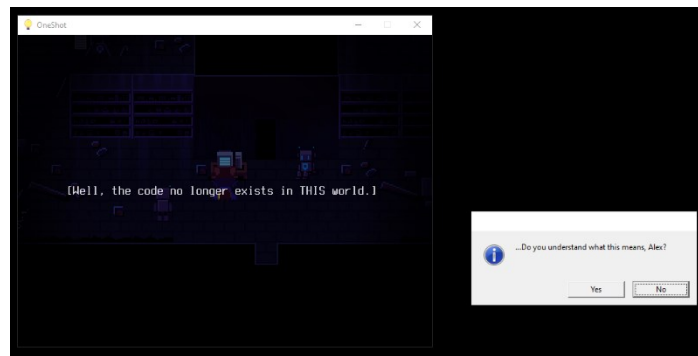 OneShot
[Well, the code no longer exists in THIS world.]
...Do you understand what this means, Alex?
Yes
No